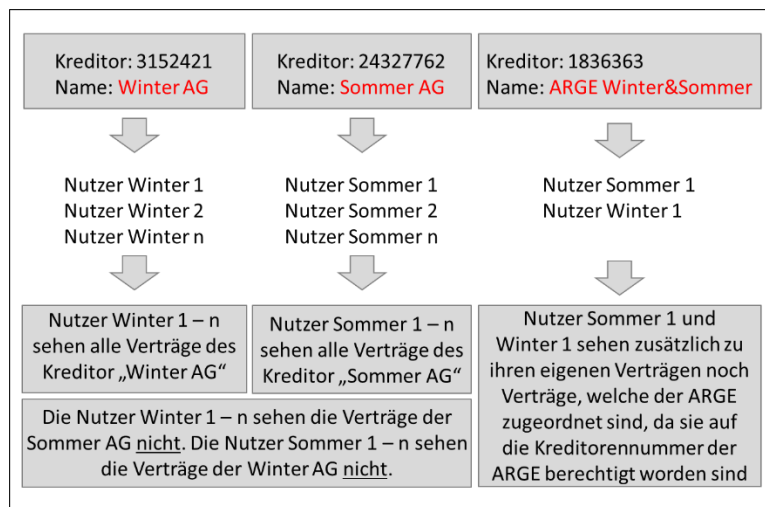 Kreditor: 3152421
Name: Winter AG
Kreditor: 24327762
Name: Sommer AG
Kreditor: 1836363
Name: ARGE Winter&Sommer
Nutzer Winter 1
Nutzer Winter 2
Nutzer Winter n
Nutzer Sommer 1
Nutzer Sommer 2
Nutzer Sommer n
Nutzer Sommer 1
Nutzer Winter 1
Nutzer Winter 1 – n
sehen alle Verträge des
Kreditor „Winter AG“
Nutzer Sommer 1 – n
sehen alle Verträge des
Kreditor „Sommer AG“
Die Nutzer Winter 1 – n sehen die Verträge der
Sommer AG nicht. Die Nutzer Sommer 1 – n sehen
die Verträge der Winter AG nicht.
Nutzer Sommer 1 und
Winter 1 sehen zusätzlich zu
ihren eigenen Verträgen noch
Verträge, welche der ARGE
zugeordnet sind, da sie auf
die Kreditorennummer der
ARGE berechtigt worden sind